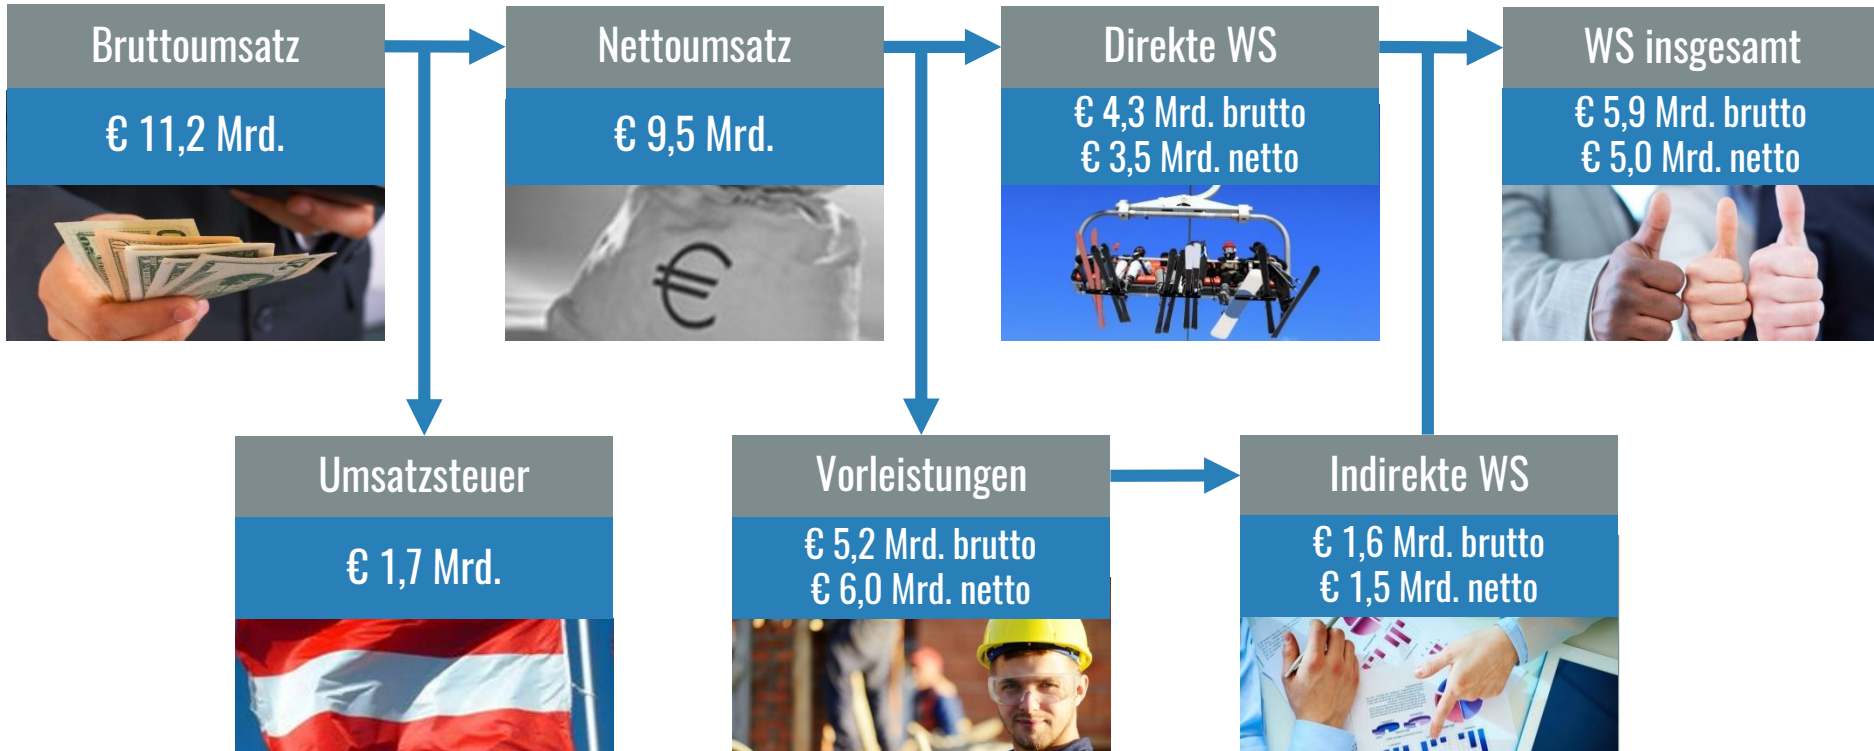 Bruttoumsatz
€ 11,2 Mrd.
Nettoumsatz
€ 9,5 Mrd.
€
Direkte WS
€ 4,3 Mrd. brutto
€ 3,5 Mrd. netto
WS insgesamt
€ 5,9 Mrd. brutto
€ 5,0 Mrd. netto
Umsatzsteuer
€ 1,7 Mrd.
Vorleistungen
€ 5,2 Mrd. brutto
€ 6,0 Mrd. netto
Indirekte WS
€ 1,6 Mrd. brutto
€ 1,5 Mrd. netto